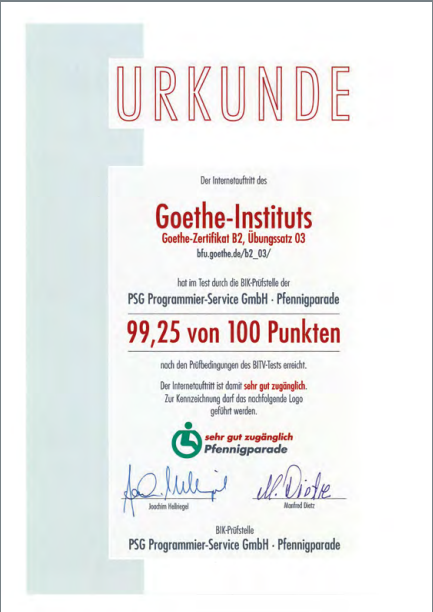 URKUNDE
Der Internetauftritt des
Goethe-Instituts
Goethe-Zertifikat B2, Übungssatz 03
bfu.goethe.de/b2_03/
hat im Test durch die BIK-Prüfstelle der
PSG Programmier-Service GmbH · Pfennigparade
99,25 von 100 Punkten
nach den Prüfbedingungen des BITV-Tests erreicht.
Der Internetauftritt ist damit sehr gut zugänglich.
Zur Kennzeichnung darf das nachfolgende Logo
geführt werden.
sehr gut zugänglich
Pfennigparade
M. Dietz
Joachim Hellriegel
Manfred Dietz
BIK-Prüfstelle
PSG Programmier-Service GmbH · Pfennigparade